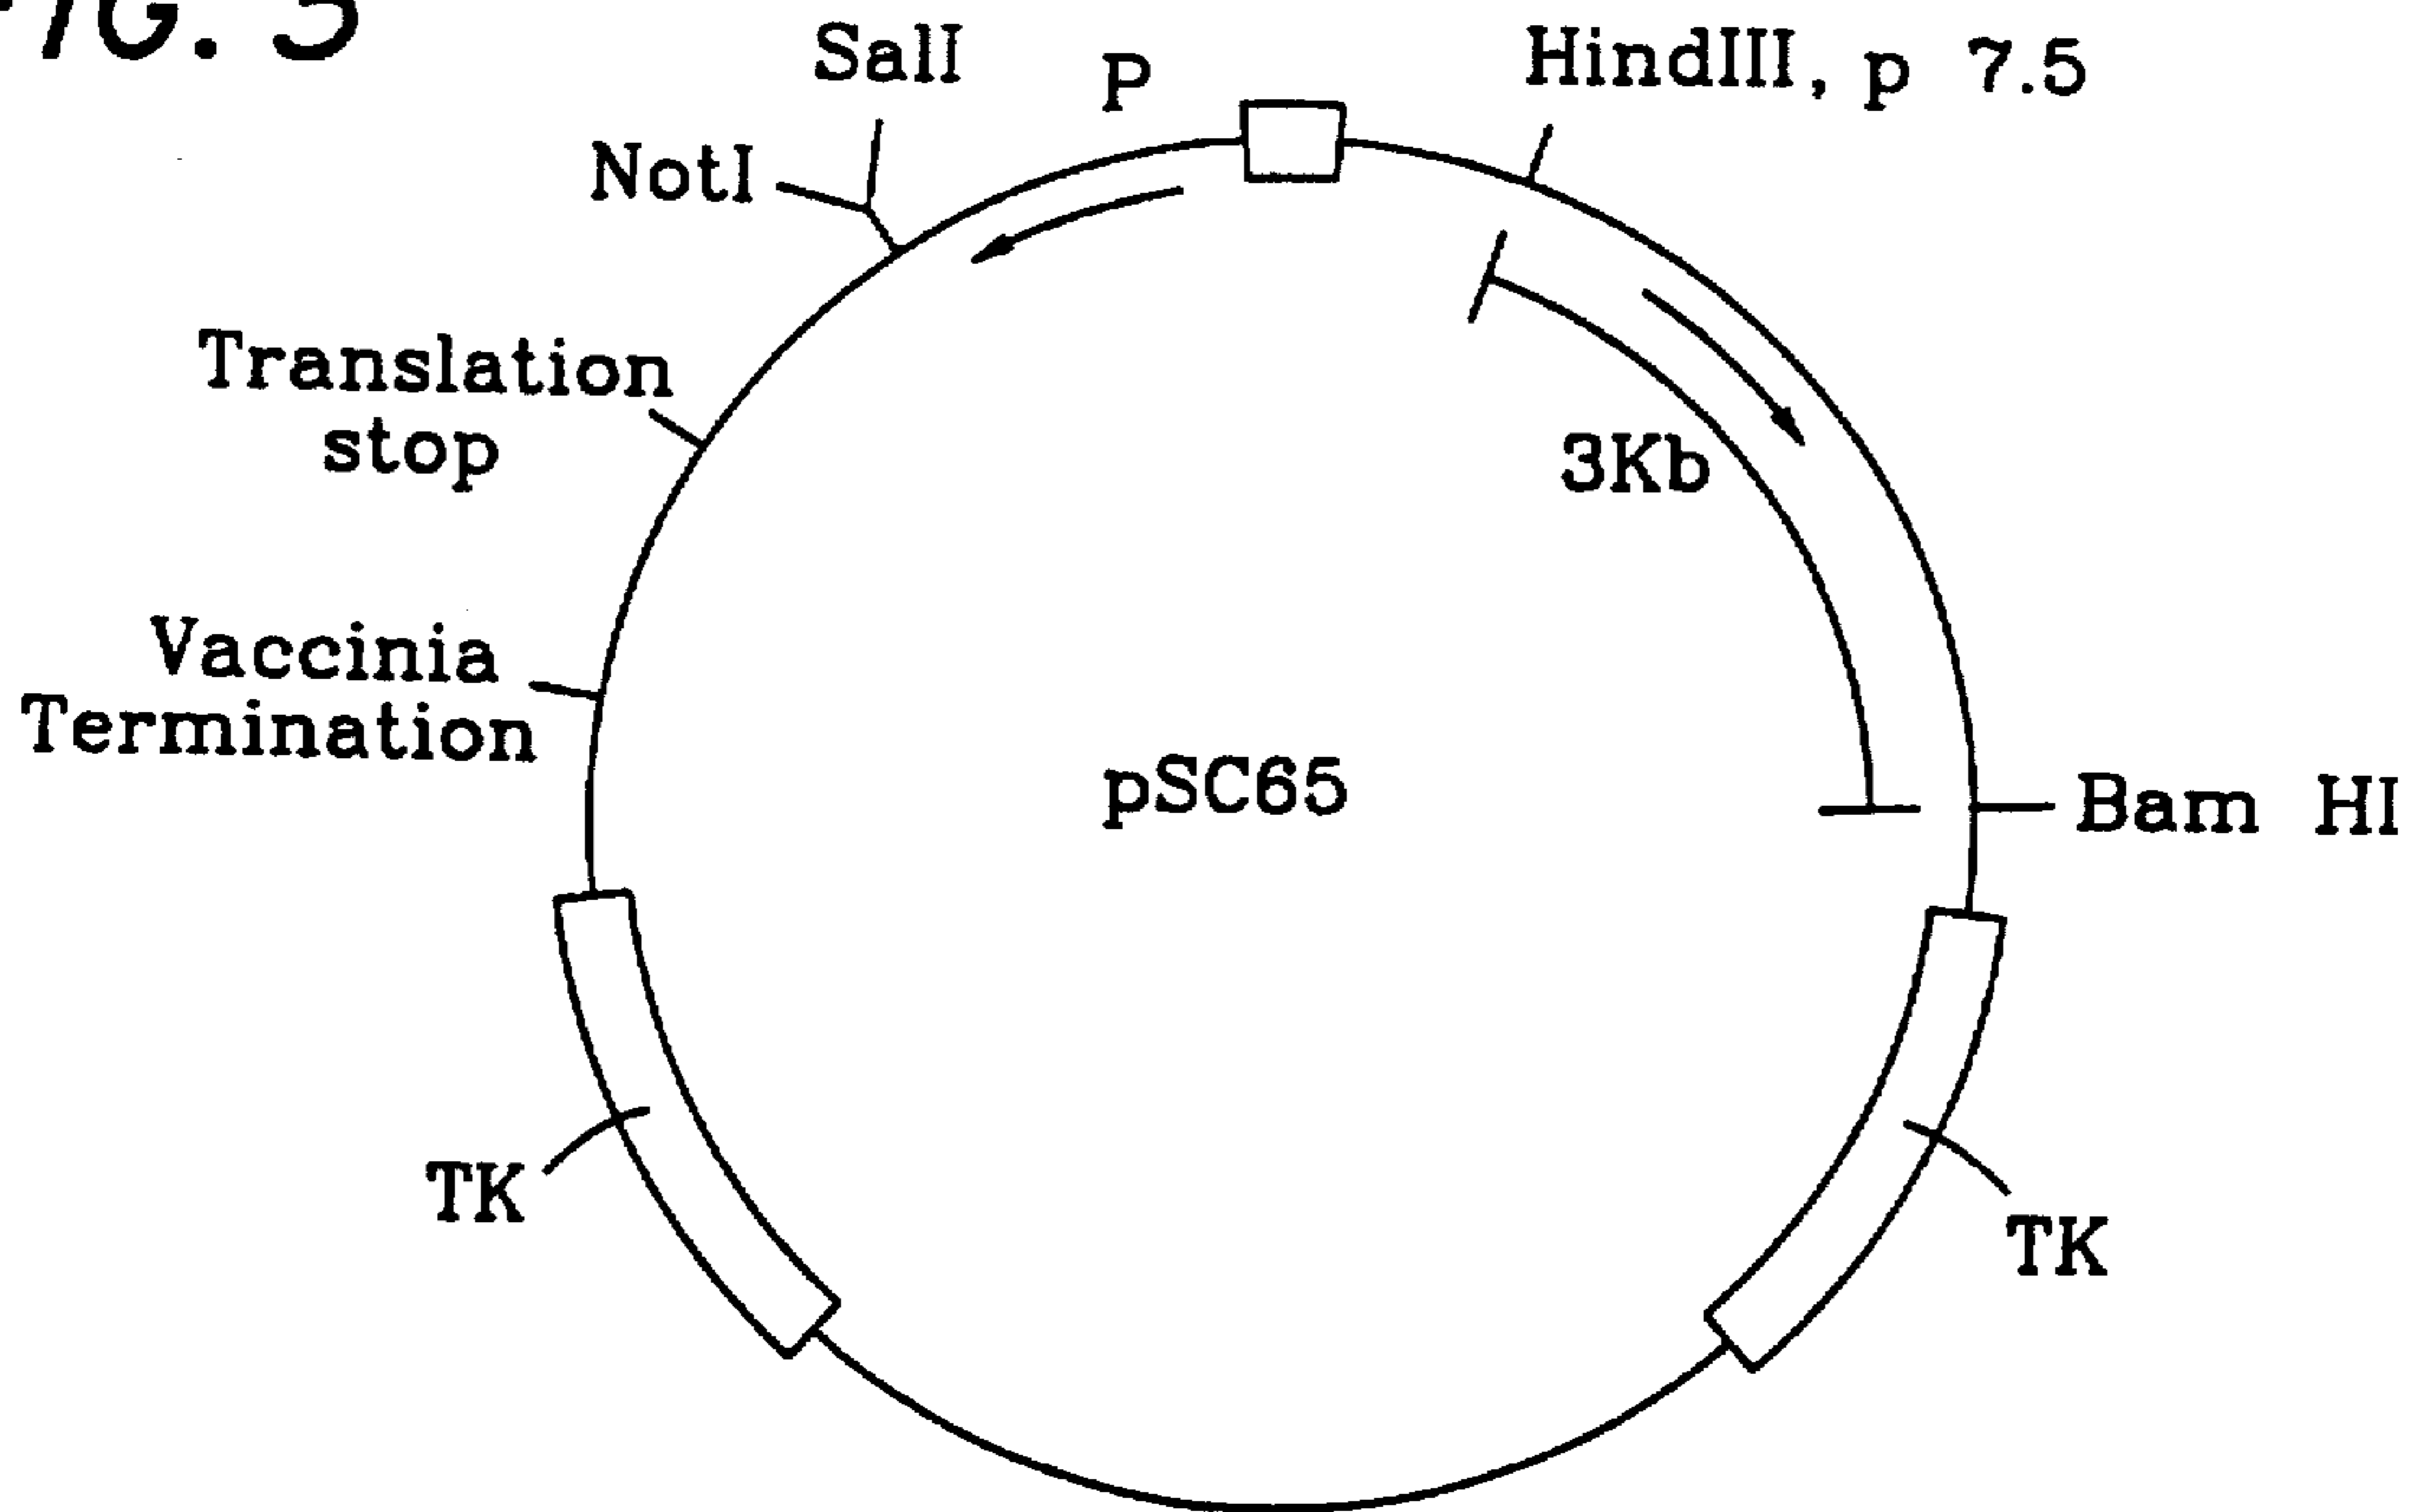 FIG. 5
SalI
P
HindIII, p 7.5
NotI
Translation
stop
3Kb
Vaccinia
Termination
pSC65
Bam HI
TK
TK